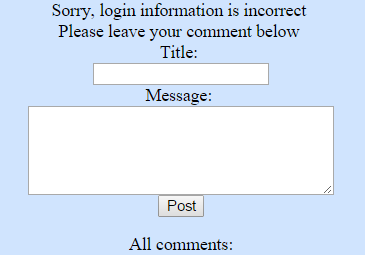 Sorry, login information is incorrect
Please leave your comment below
Title:
Message:
Post
All comments: